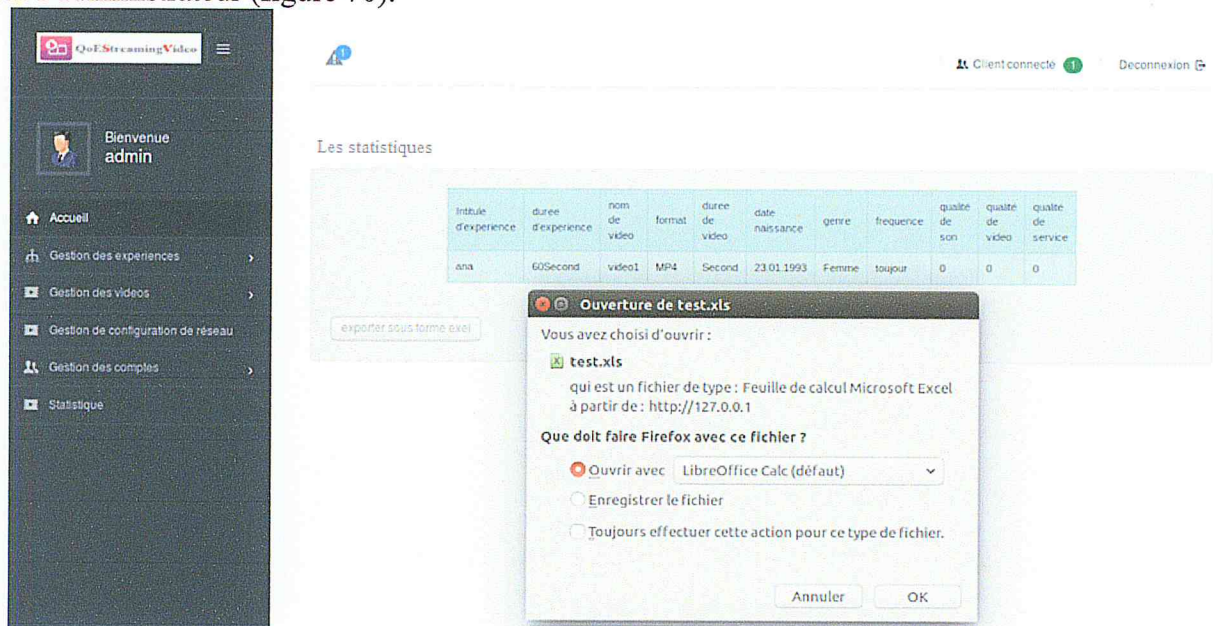 (figure 70).
QoEStreamingVideo
1
Client connecté 1
Deconnexion
Bienvenue
admin
Accueil
Gestion des experiences
Gestion des videos
Gestion de configuration de réseau
Gestion des comptes
Statistique
Les statistiques
Intitule d'experience
duree d'experience
nom de video
format
duree de video
date naissance
genre
frequence
qualité de son
qualité de video
qualite de service
ana 60Second video1 MP4 Second 23.01.1993 Femme toujour 0 0 0
exporter sous forme exel
Ouverture de test.xls
Vous avez choisi d'ouvrir :
test.xls
qui est un fichier de type : Feuille de calcul Microsoft Excel
à partir de : http://127.0.0.1
Que doit faire Firefox avec ce fichier ?
Ouvrir avec LibreOffice Calc (défaut)
Enregistrer le fichier
Toujours effectuer cette action pour ce type de fichier.
Annuler OK